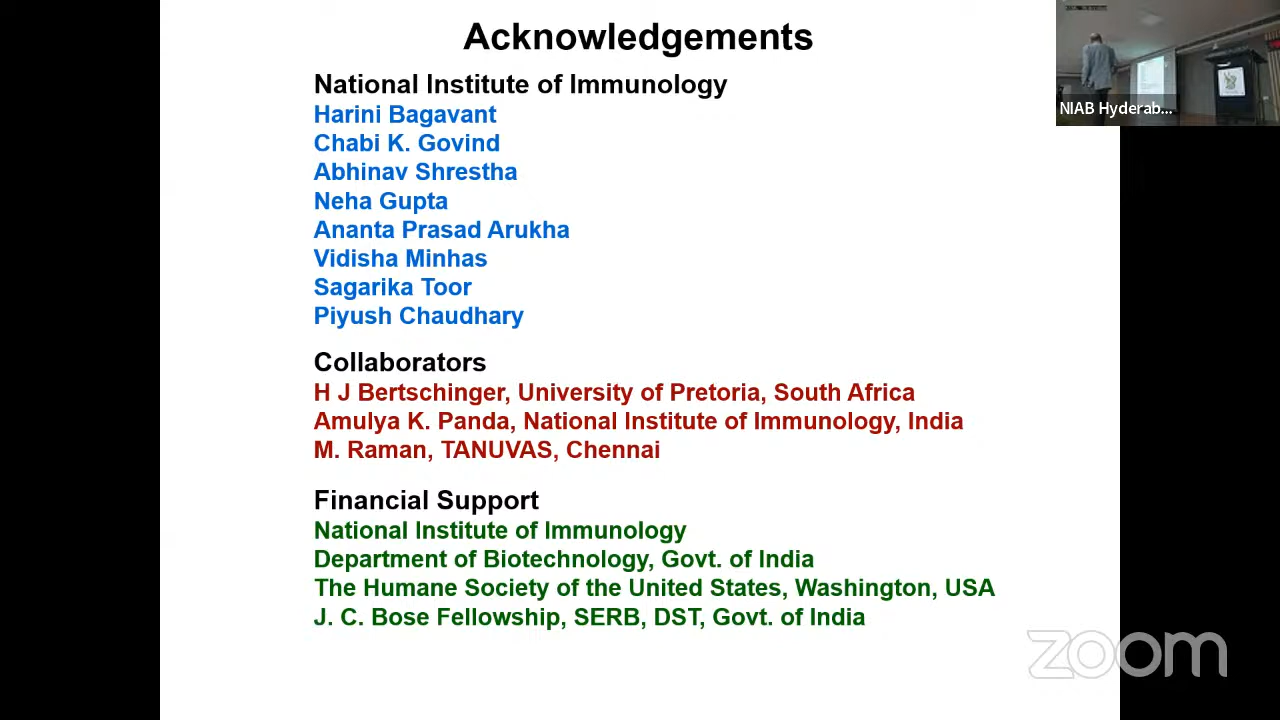 Acknowledgements
National Institute of Immunology
Harini Bagavant
Chabi K. Govind
Abhinav Shrestha
Neha Gupta
Ananta Prasad Arukha
Vidisha Minhas
Sagarika Toor
Piyush Chaudhary
Collaborators
H J Bertschinger, University of Pretoria, South Africa
Amulya K. Panda, National Institute of Immunology, India
M. Raman, TANUVAS, Chennai
Financial Support
National Institute of Immunology
Department of Biotechnology, Govt. of India
The Humane Society of the United States, Washington, USA
J. C. Bose Fellowship, SERB, DST, Govt. of India
NIAB Hyderab...
zoom